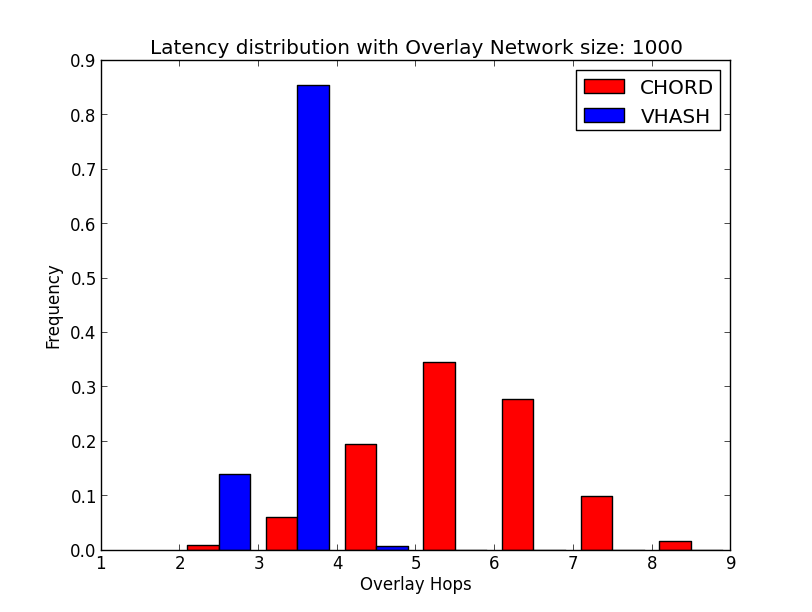 Latency distribution with Overlay Network size: 1000
CHORD
VHASH
Frequency
0.9
0.8
0.7
0.6
0.5
0.4
0.3
0.2
0.1
0.0
1 2 3 4 5 6 7 8 9
Overlay Hops